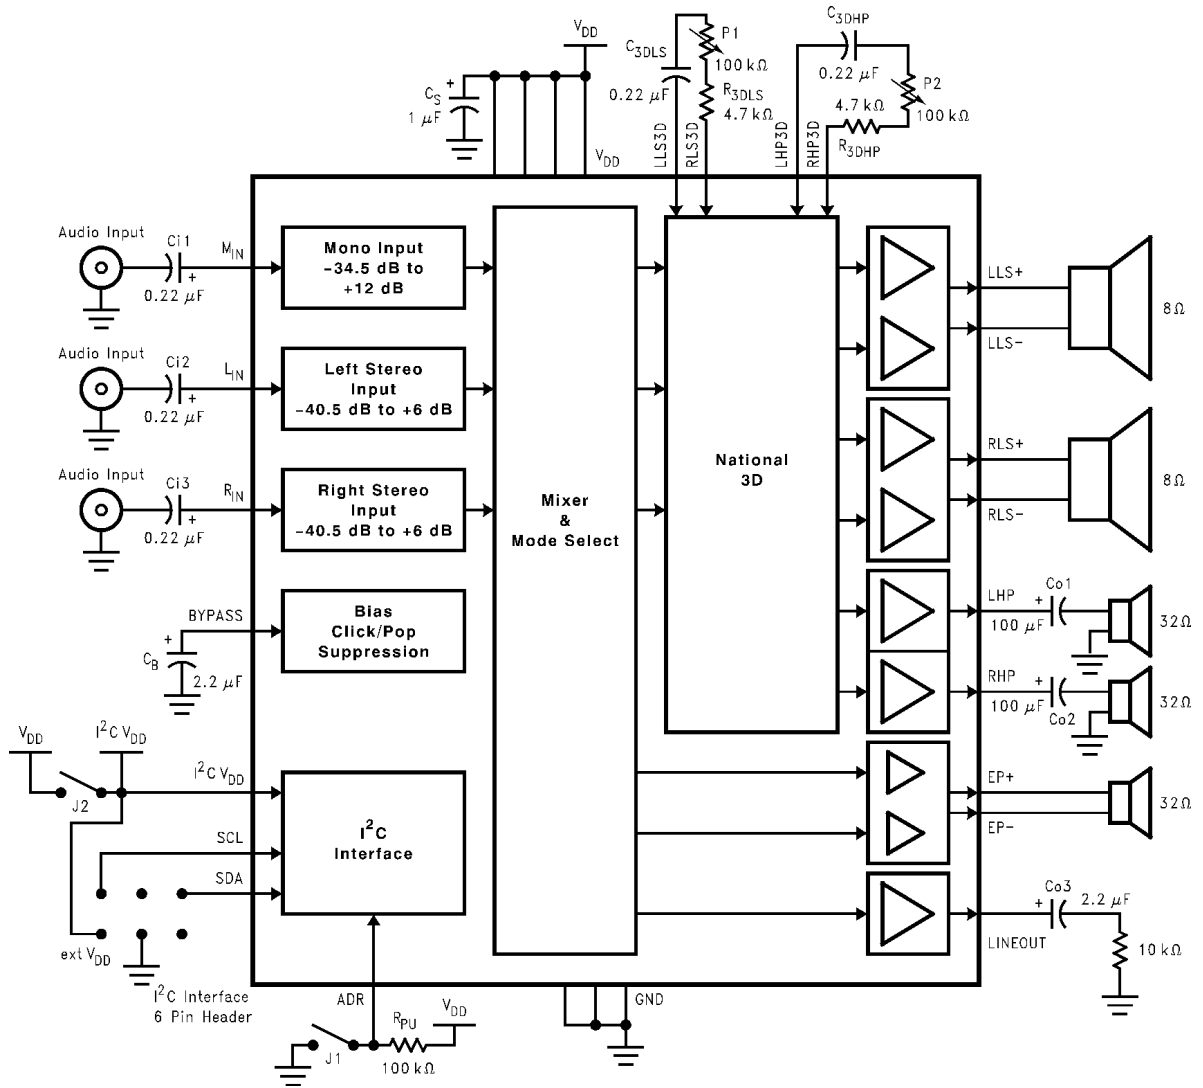 VDD
CS
1 µF
+
VDD
C3DLS
0.22 µF
P1
100 kΩ
R3DLS
4.7 kΩ
LLS3D
RLS3D
C3DHP
0.22 µF
P2
100 kΩ
4.7 kΩ
R3DHP
LHP3D
RHP3D
Audio Input
Ci1
+
0.22 µF
MIN
Mono Input
−34.5 dB to
+12 dB
Audio Input
Ci2
+
0.22 µF
LIN
Left Stereo
Input
−40.5 dB to +6 dB
Audio Input
Ci3
+
0.22 µF
RIN
Right Stereo
Input
−40.5 dB to +6 dB
BYPASS
+
CB
2.2 µF
Bias
Click/Pop
Suppression
Mixer
&
Mode Select
National
3D
LLS+
LLS−
8Ω
RLS+
RLS−
8Ω
LHP
+
Co1
100 µF
32Ω
RHP
+
100 µF
Co2
32Ω
EP+
EP−
32Ω
Co3
+
2.2 µF
LINEOUT
10 kΩ
VDD
I²C VDD
J2
I²C VDD
SCL
SDA
I²C
Interface
ext VDD
I²C Interface
6 Pin Header
ADR
J1
RPU
100 kΩ
VDD
GND